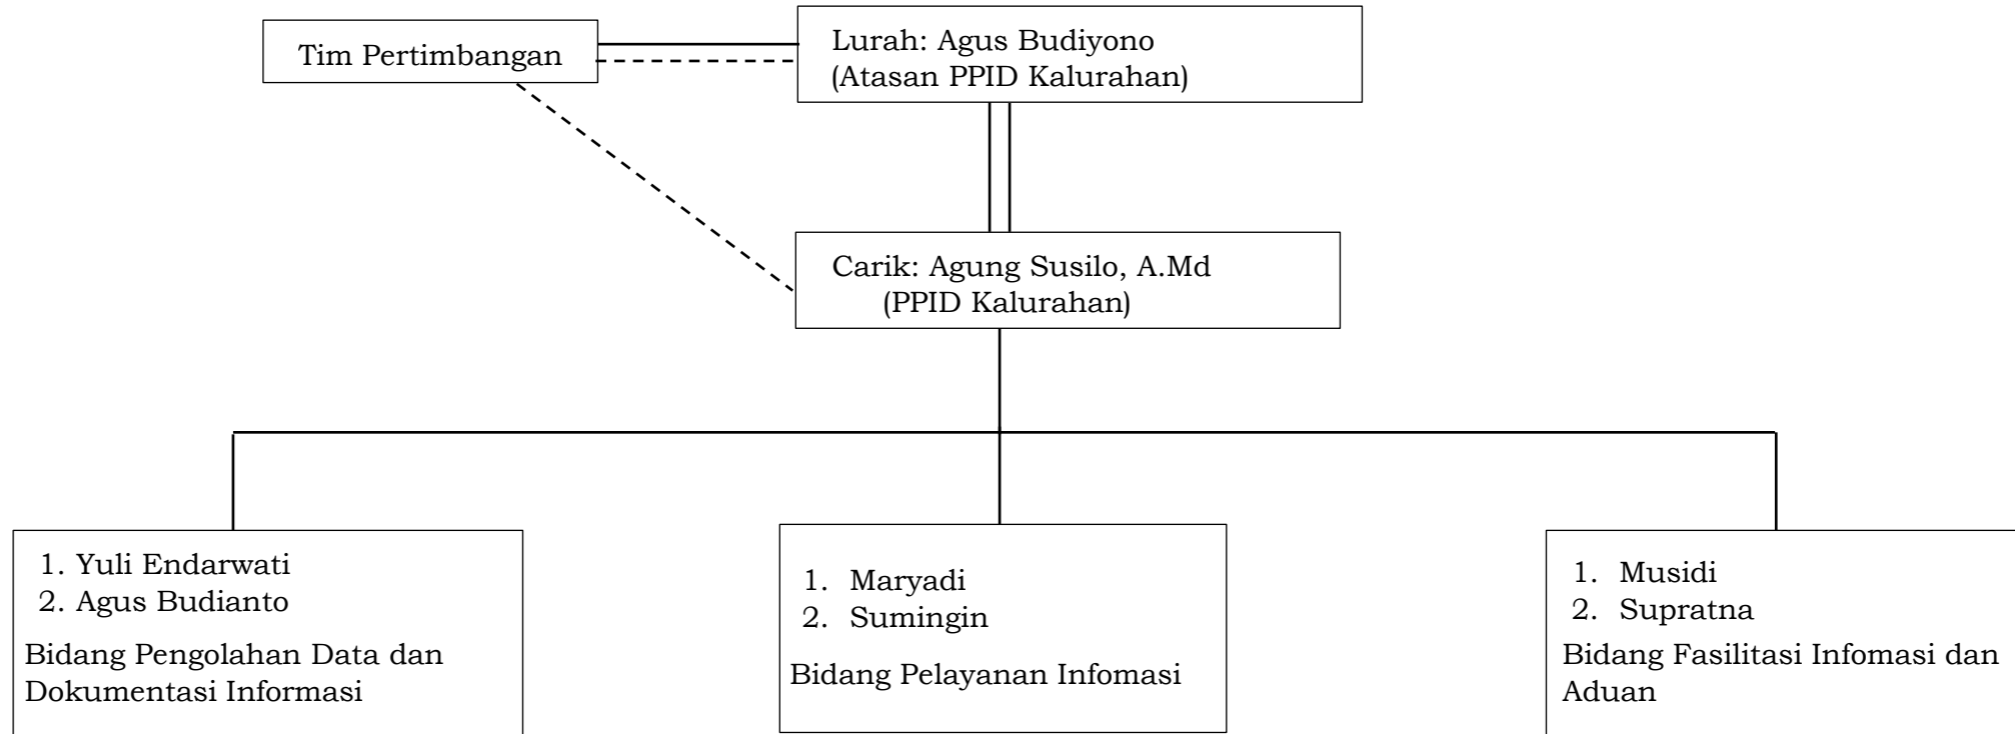 Tim Pertimbangan
Lurah: Agus Budiyono
(Atasan PPID Kalurahan)
Carik: Agung Susilo, A.Md
(PPID Kalurahan)
1. Yuli Endarwati
2. Agus Budianto
Bidang Pengolahan Data dan
Dokumentasi Informasi
1. Maryadi
2. Sumingin
Bidang Pelayanan Infomasi
1. Musidi
2. Supratna
Bidang Fasilitasi Infomasi dan
Aduan